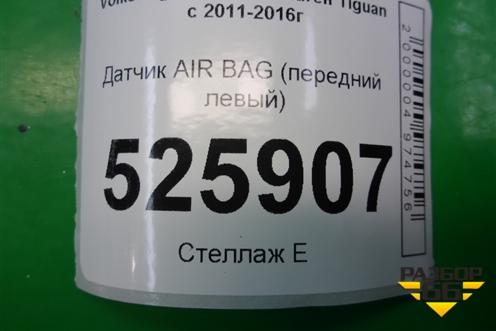 Tiguan
с 2011-2016г
Датчик AIR BAG (передний
левый)
525907
Стеллаж Е
2000004974756
РАЗБОР
66